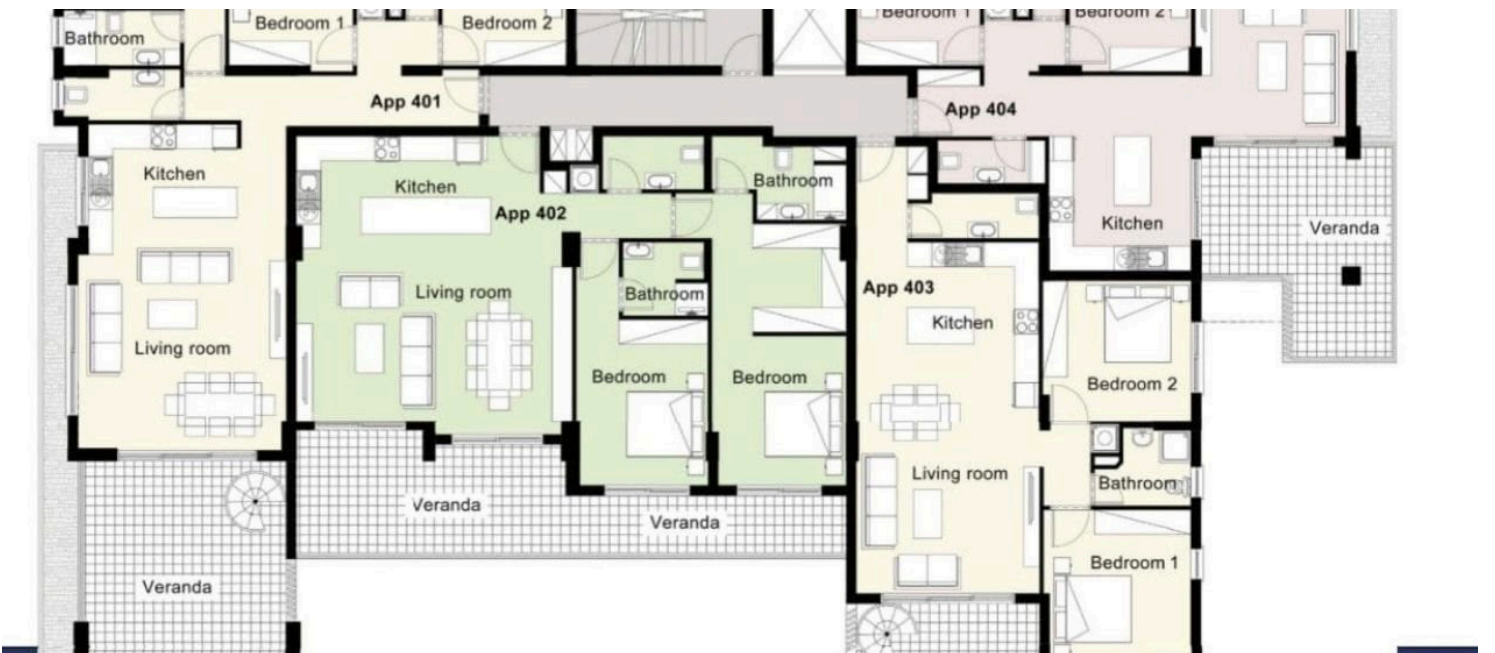 Bedroom 1
Bedroom 2
Bedroom 1
Bedroom 2
Bathroom
App 401
App 404
Kitchen
Kitchen
App 402
Bathroom
Kitchen
Veranda
Living room
Bathroom
App 403
Kitchen
Living room
Bedroom
Bedroom
Bedroom 2
Living room
Bathroom
Veranda
Veranda
Bedroom 1
Veranda